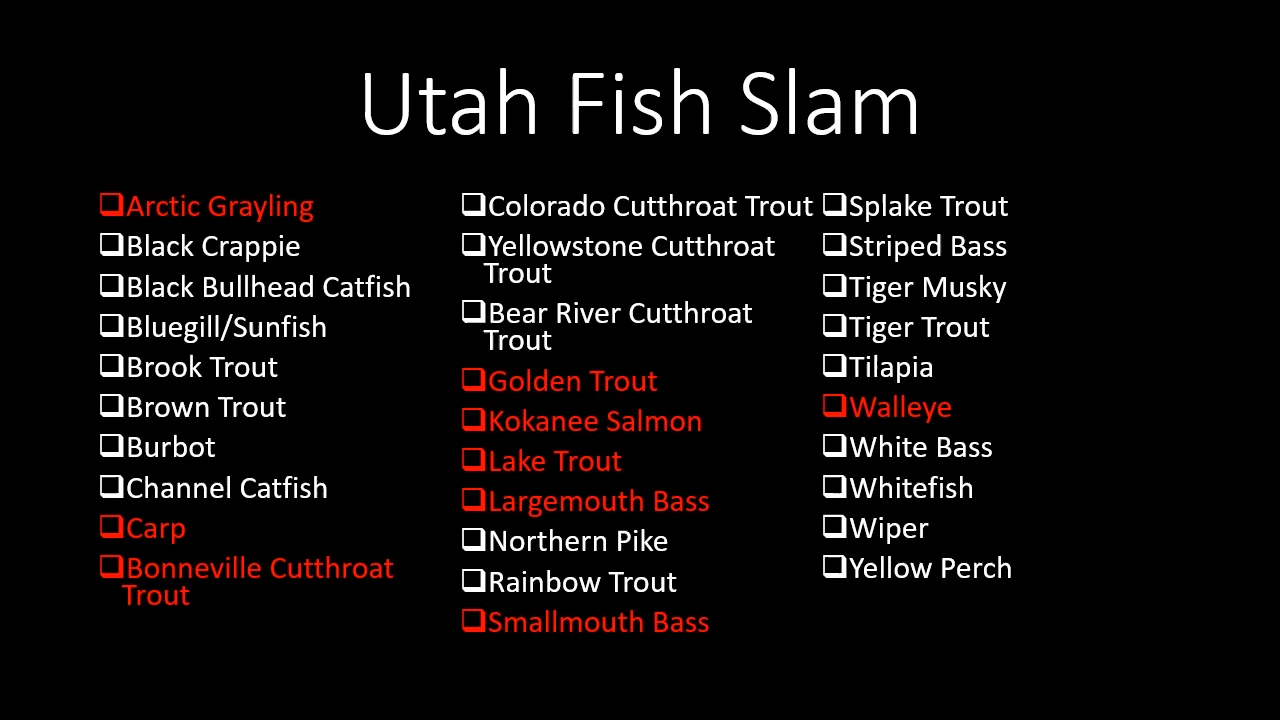 Utah Fish Slam
❑Arctic Grayling
❑Black Crappie
❑Black Bullhead Catfish
❑Bluegill/Sunfish
❑Brook Trout
❑Brown Trout
❑Burbot
❑Channel Catfish
❑Carp
❑Bonneville Cutthroat
Trout
❑Colorado Cutthroat Trout
❑Yellowstone Cutthroat
Trout
❑Bear River Cutthroat
Trout
❑Golden Trout
❑Kokanee Salmon
❑Lake Trout
❑Largemouth Bass
❑Northern Pike
❑Rainbow Trout
❑Smallmouth Bass
❑Splake Trout
❑Striped Bass
❑Tiger Musky
❑Tiger Trout
❑Tilapia
❑Walleye
❑White Bass
❑Whitefish
❑Wiper
❑Yellow Perch